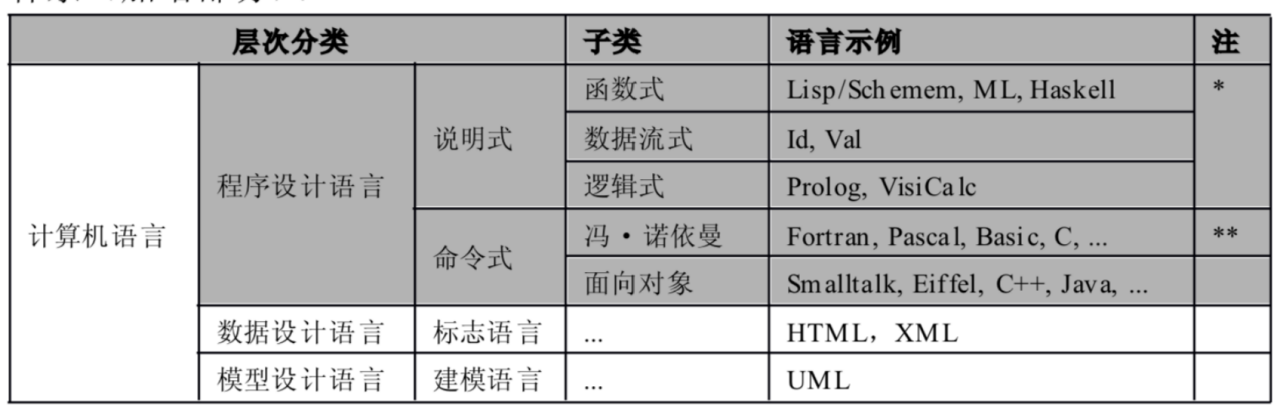 层次分类 子类 语言示例 注
函数式 Lisp/Schemem, ML, Haskell *
说明式 数据流式 Id, Val
程序设计语言 逻辑式 Prolog, VisiCalc
计算机语言 冯·诺依曼 Fortran, Pascal, Basic, C, ... **
命令式
面向对象 Smalltalk, Eiffel, C++, Java, ...
数据设计语言 标志语言 ... HTML，XML
模型设计语言 建模语言 ... UML